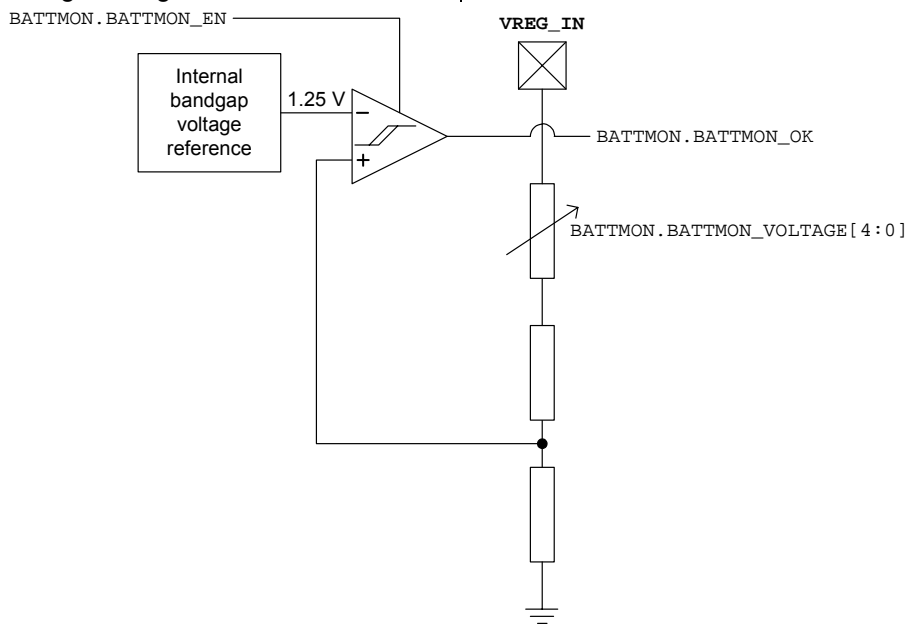 BATTMON.BATTMON_EN
VREG_IN
Internal
bandgap
voltage
reference
1.25 V
BATTMON.BATTMON_OK
BATTMON.BATTMON_VOLTAGE[4:0]